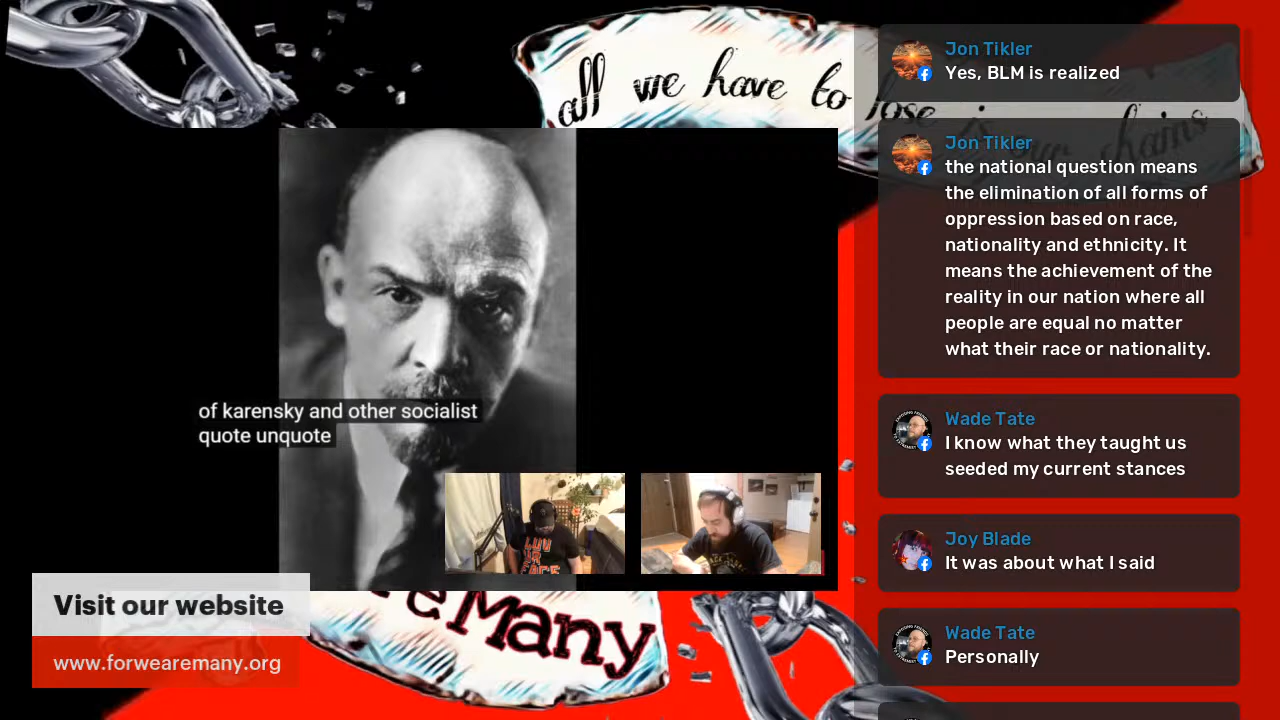 all we have to lose is our chains
of karensky and other socialist
quote unquote
Visit our website
www.forwearemany.org
re Many
Jon Tikler
Yes, BLM is realized
Jon Tikler
the national question means
the elimination of all forms of
oppression based on race,
nationality and ethnicity. It
means the achievement of the
reality in our nation where all
people are equal no matter
what their race or nationality.
Wade Tate
I know what they taught us
seeded my current stances
Joy Blade
It was about what I said
Wade Tate
Personally